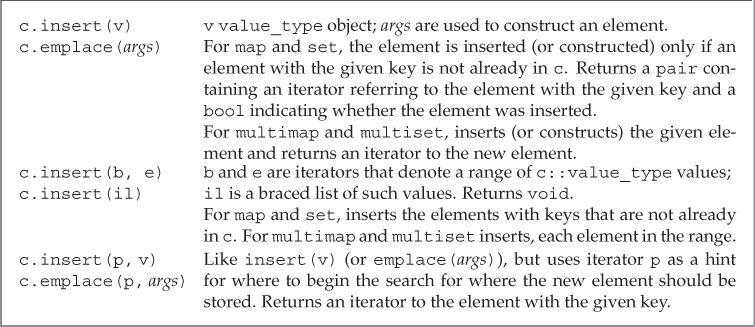 c.insert(v) v value_type object; args are used to construct an element.
c.emplace(args) For map and set, the element is inserted (or constructed) only if an
element with the given key is not already in c. Returns a pair con-
taining an iterator referring to the element with the given key and a
bool indicating whether the element was inserted.
For multimap and multiset, inserts (or constructs) the given ele-
ment and returns an iterator to the new element.
c.insert(b, e) b and e are iterators that denote a range of c::value_type values;
c.insert(il) il is a braced list of such values. Returns void.
For map and set, inserts the elements with keys that are not already
in c. For multimap and multiset inserts, each element in the range.
c.insert(p, v) Like insert(v) (or emplace(args)), but uses iterator p as a hint
c.emplace(p, args) for where to begin the search for where the new element should be
stored. Returns an iterator to the element with the given key.